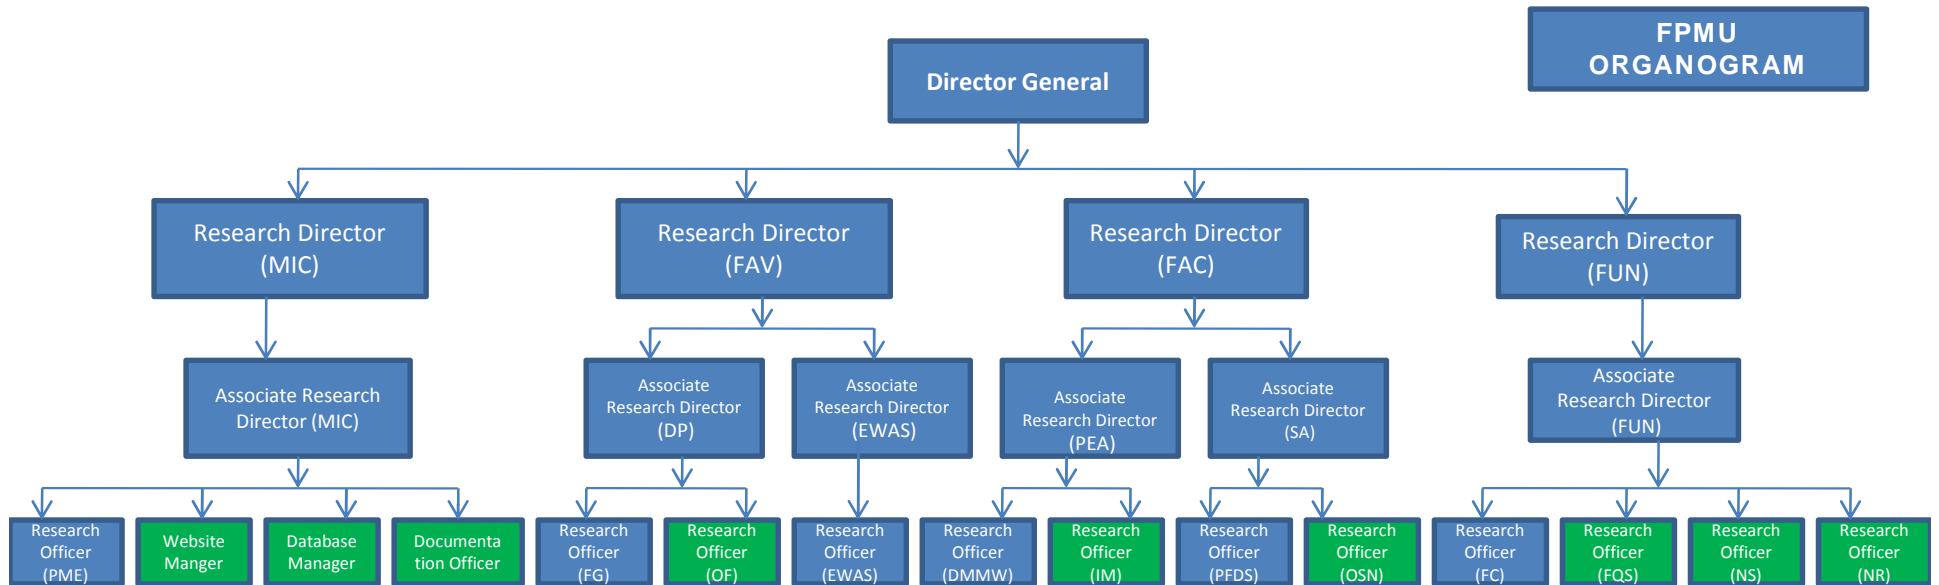 FPMU
ORGANOGRAM
Director General
Research Director
(MIC)
Research Director
(FAV)
Research Director
(FAC)
Research Director
(FUN)
Associate Research
Director (MIC)
Associate
Research Director
(DP)
Associate
Research Director
(EWAS)
Associate
Research Director
(PEA)
Associate
Research Director
(SA)
Associate
Research Director
(FUN)
Research
Officer
(PME)
Website
Manger
Database
Manager
Documenta
tion Officer
Research
Officer
(FG)
Research
Officer
(OF)
Research
Officer
(EWAS)
Research
Officer
(DMMW)
Research
Officer
(IM)
Research
Officer
(PFDS)
Research
Officer
(OSN)
Research
Officer
(FC)
Research
Officer
(FQS)
Research
Officer
(NS)
Research
Officer
(NR)